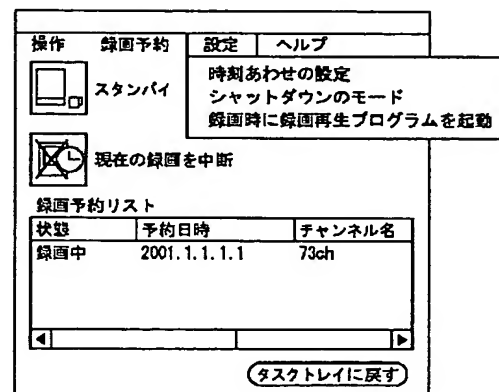 操作 録画予約 設定 ヘルプ
時刻あわせの設定
シャットダウンのモード
録画時に録画再生プログラムを起動
スタンバイ
現在の録画を中断
録画予約リスト
状態 予約日時 チャンネル名
録画中 2001.1.1.1.1 73ch
タスクトレイに戻す